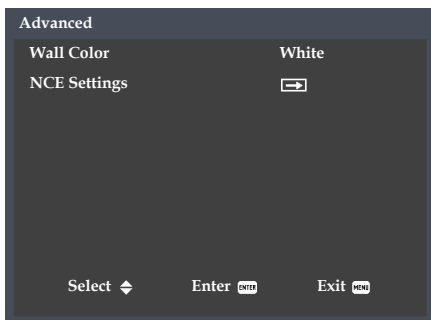 Advanced
Wall Color White
NCE Settings
Select Enter ENTER Exit MENU